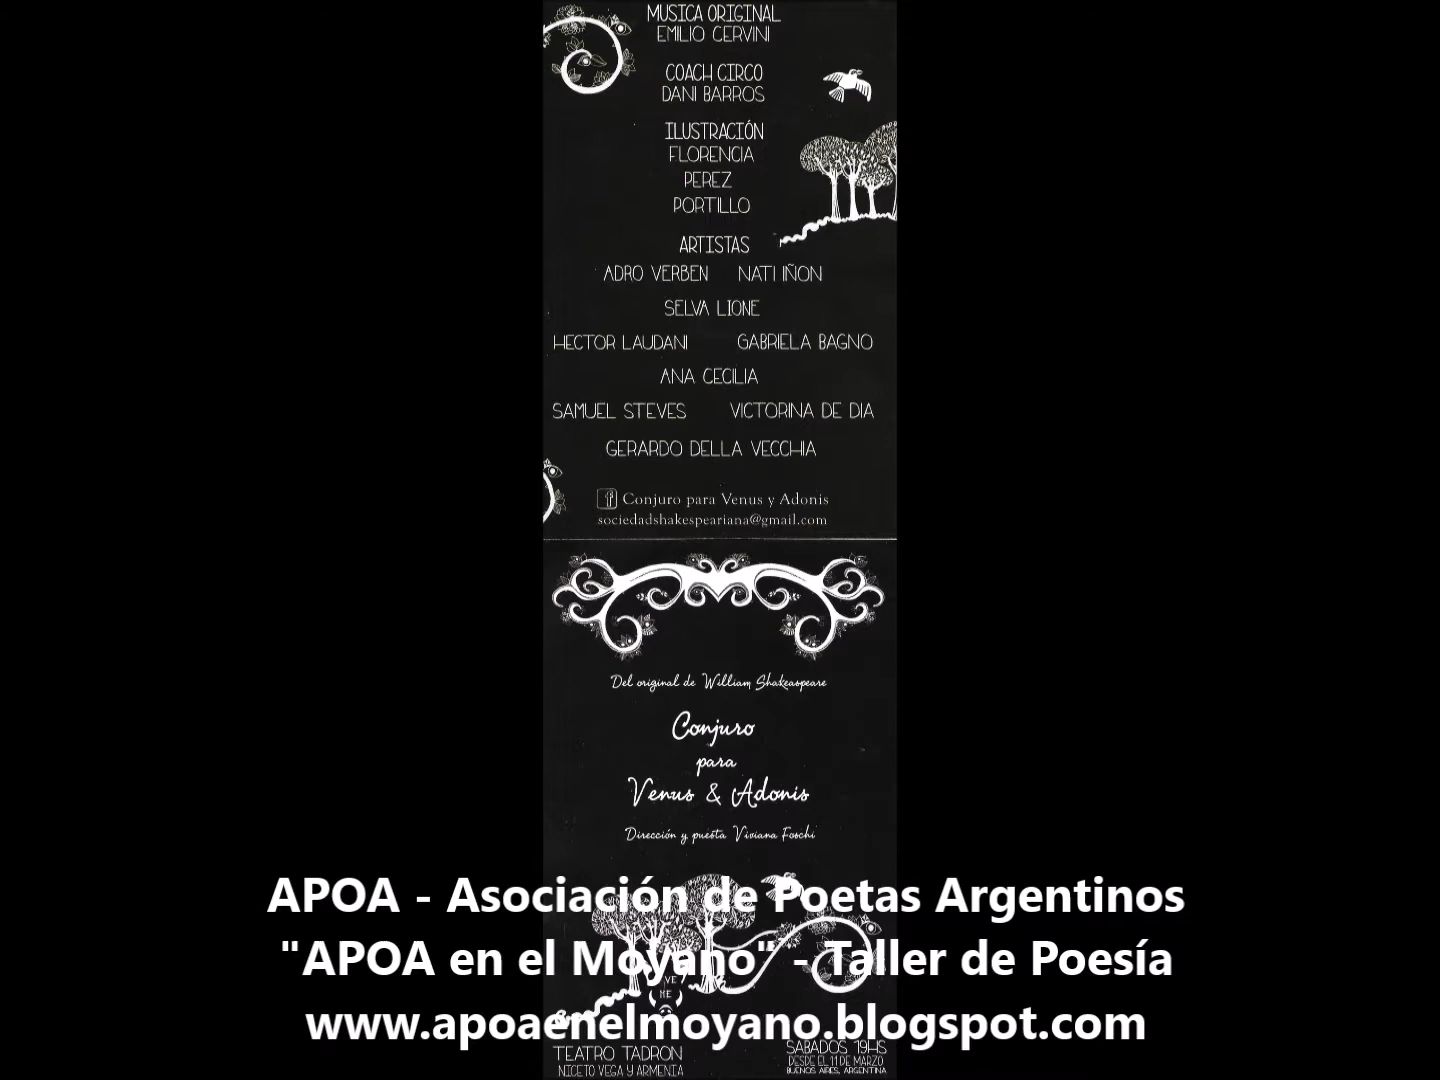 MUSICA ORIGINAL
EMILIO CERVINI
COACH CIRCO
DANI BARROS
ILUSTRACIÓN
FLORENCIA
PEREZ
PORTILLO
ARTISTAS
ADRO VERBEN NATI IÑON
SELVA LIONE
HECTOR LAUDANI GABRIELA BAGNO
ANA CECILIA
SAMUEL STEVES VICTORINA DE DIA
GERARDO DELLA VECCHIA
f Conjuro para Venus y Adonis
sociedadshakespeariana@gmail.com
Del original de William Shakeaspeare
Conjuro
para
Venus & Adonis
Dirección y puesta Viviana Foschi
APOA - Asociación de Poetas Argentinos
"APOA en el Moyano" - Taller de Poesía
VE
NE
www.apoaenelmoyano.blogspot.com
TEATRO TADRON
NICETO VEGA Y ARMENIA
SABADOS 19HS
DESDE EL 11 DE MARZO
BUENOS AIRES, ARGENTINA